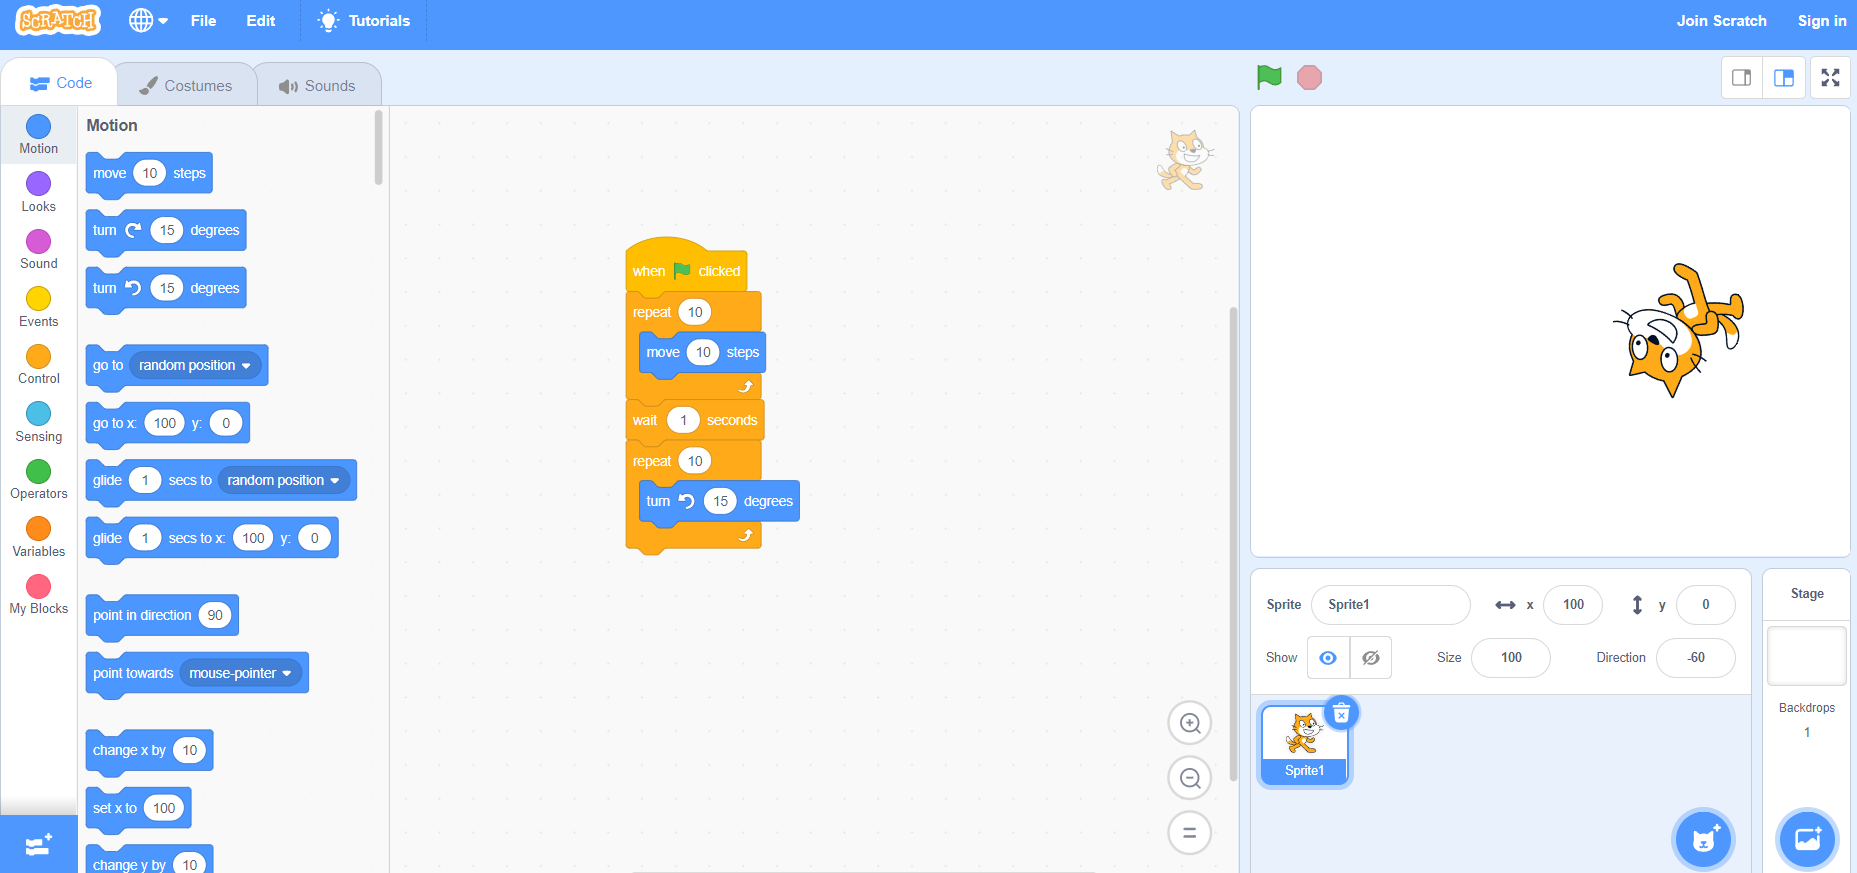 SCRATCH File Edit Tutorials Join Scratch Sign in
Code Costumes Sounds
Motion
Looks
Sound
Events
Control
Sensing
Operators
Variables
My Blocks
Motion
move 10 steps
turn 15 degrees
turn 15 degrees
go to random position
go to x: 100 y: 0
glide 1 secs to random position
glide 1 secs to x: 100 y: 0
point in direction 90
point towards mouse-pointer
change x by 10
set x to 100
change y by 10
when clicked
repeat 10
move 10 steps
wait 1 seconds
repeat 10
turn 15 degrees
Sprite Sprite1 x 100 y 0
Show Size 100 Direction -60
Sprite1
Stage
Backdrops
1